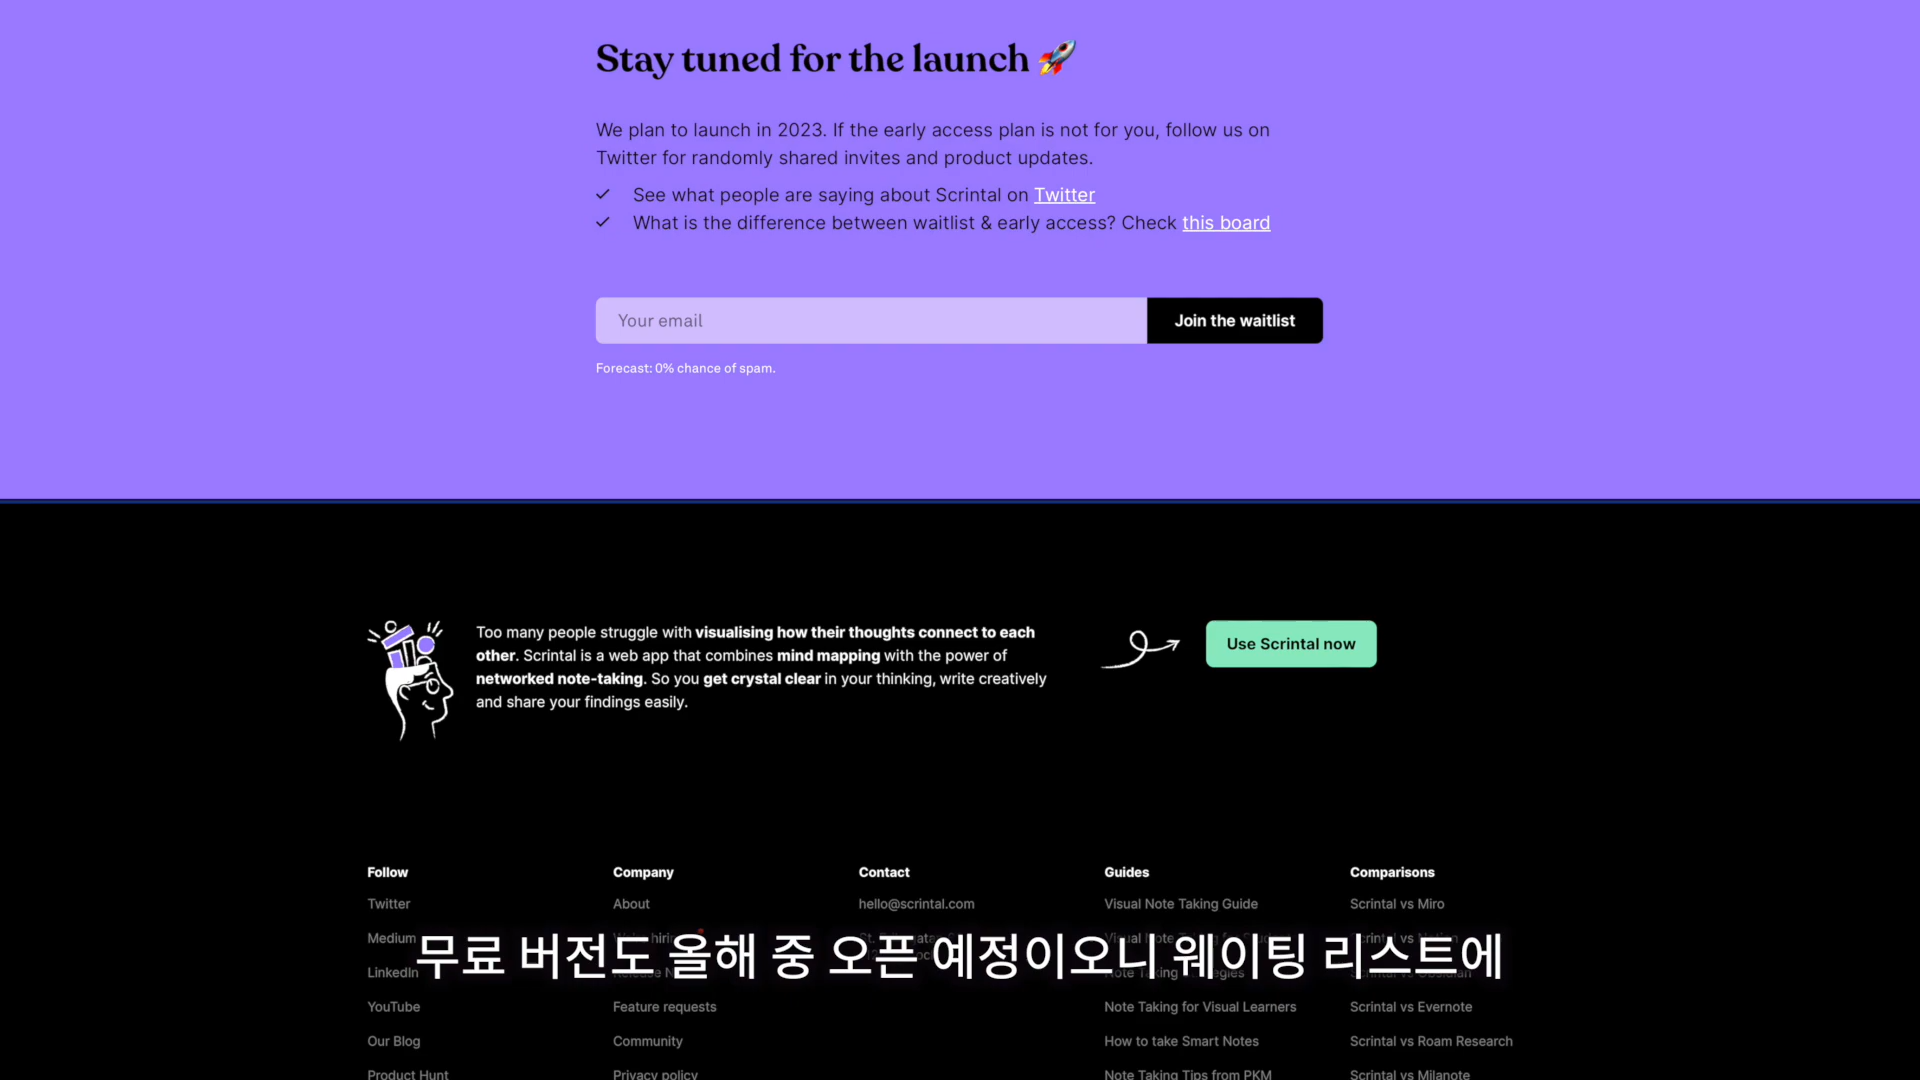 Stay tuned for the launch 🚀
We plan to launch in 2023. If the early access plan is not for you, follow us on
Twitter for randomly shared invites and product updates.
See what people are saying about Scrintal on Twitter
What is the difference between waitlist & early access? Check this board
Your email
Join the waitlist
Forecast: 0% chance of spam.
Too many people struggle with visualising how their thoughts connect to each
other. Scrintal is a web app that combines mind mapping with the power of
networked note-taking. So you get crystal clear in your thinking, write creatively
and share your findings easily.
Use Scrintal now
Follow
Twitter
Medium
LinkedIn
YouTube
Our Blog
Product Hunt
Company
About
Feature requests
Community
Privacy policy
Contact
hello@scrintal.com
Guides
Visual Note Taking Guide
Note Taking for Visual Learners
How to take Smart Notes
Note Taking Tips from PKM
Comparisons
Scrintal vs Miro
Scrintal vs Evernote
Scrintal vs Roam Research
Scrintal vs Milanote
무료 버전도 올해 중 오픈 예정이오니 웨이팅 리스트에